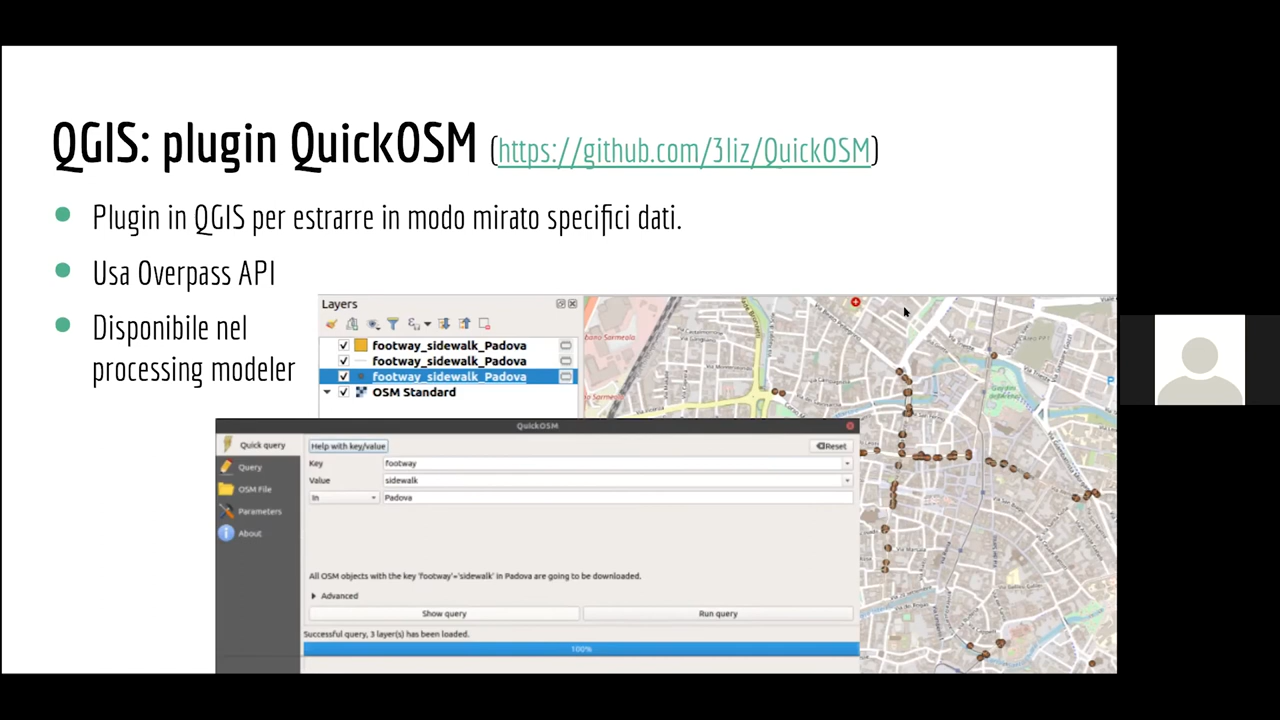 QGIS: plugin QuickOSM (https://github.com/3liz/QuickOSM)
Plugin in QGIS per estrarre in modo mirato specifici dati.
Usa Overpass API
Disponibile nel
processing modeler
Layers
footway_sidewalk_Padova
footway_sidewalk_Padova
footway_sidewalk_Padova
OSM Standard
QuickOSM
Quick query
Query
OSM File
Parameters
About
Help with key/value
Reset
Key
footway
Value
sidewalk
In
Padova
All OSM objects with the key 'footway'='sidewalk' in Padova are going to be downloaded.
Advanced
Show query
Run query
Successful query, 3 layer(s) has been loaded.
100%